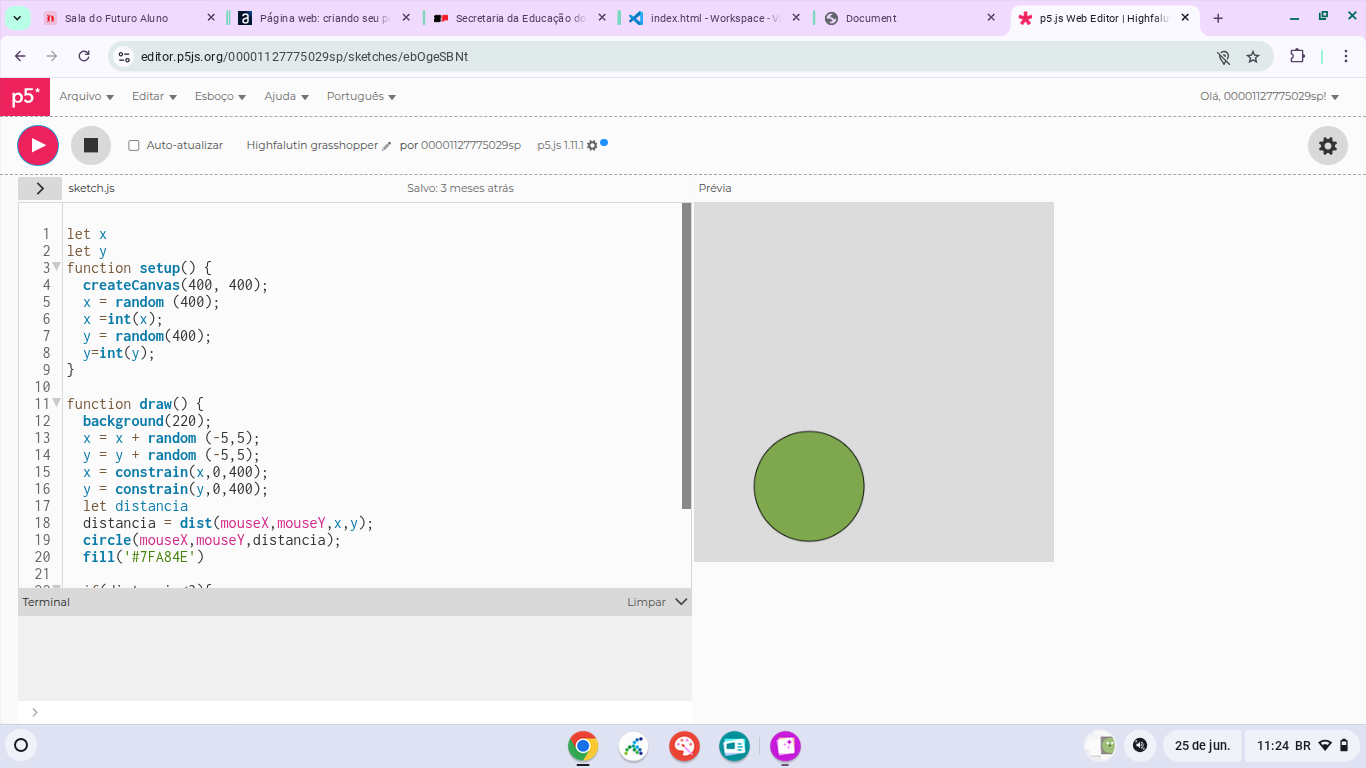 Sala do Futuro Aluno
Página web: criando seu p
Secretaria da Educação do
index.html - Workspace - V
Document
p5.js Web Editor | Highfalu
editor.p5js.org/00001127775029sp/sketches/ebOgeSBNt
p5* Arquivo Editar Esboço Ajuda Português Olá, 00001127775029sp!
Auto-atualizar Highfalutin grasshopper por 00001127775029sp p5.js 1.11.1
sketch.js Salvo: 3 meses atrás Prévia
1 let x
2 let y
3 function setup() {
4 createCanvas(400, 400);
5 x = random (400);
6 x =int(x);
7 y = random(400);
8 y=int(y);
9 }
10
11 function draw() {
12 background(220);
13 x = x + random (-5,5);
14 y = y + random (-5,5);
15 x = constrain(x,0,400);
16 y = constrain(y,0,400);
17 let distancia
18 distancia = dist(mouseX,mouseY,x,y);
19 circle(mouseX,mouseY,distancia);
20 fill('#7FA84E')
21
Terminal Limpar
>
25 de jun. 11:24 BR